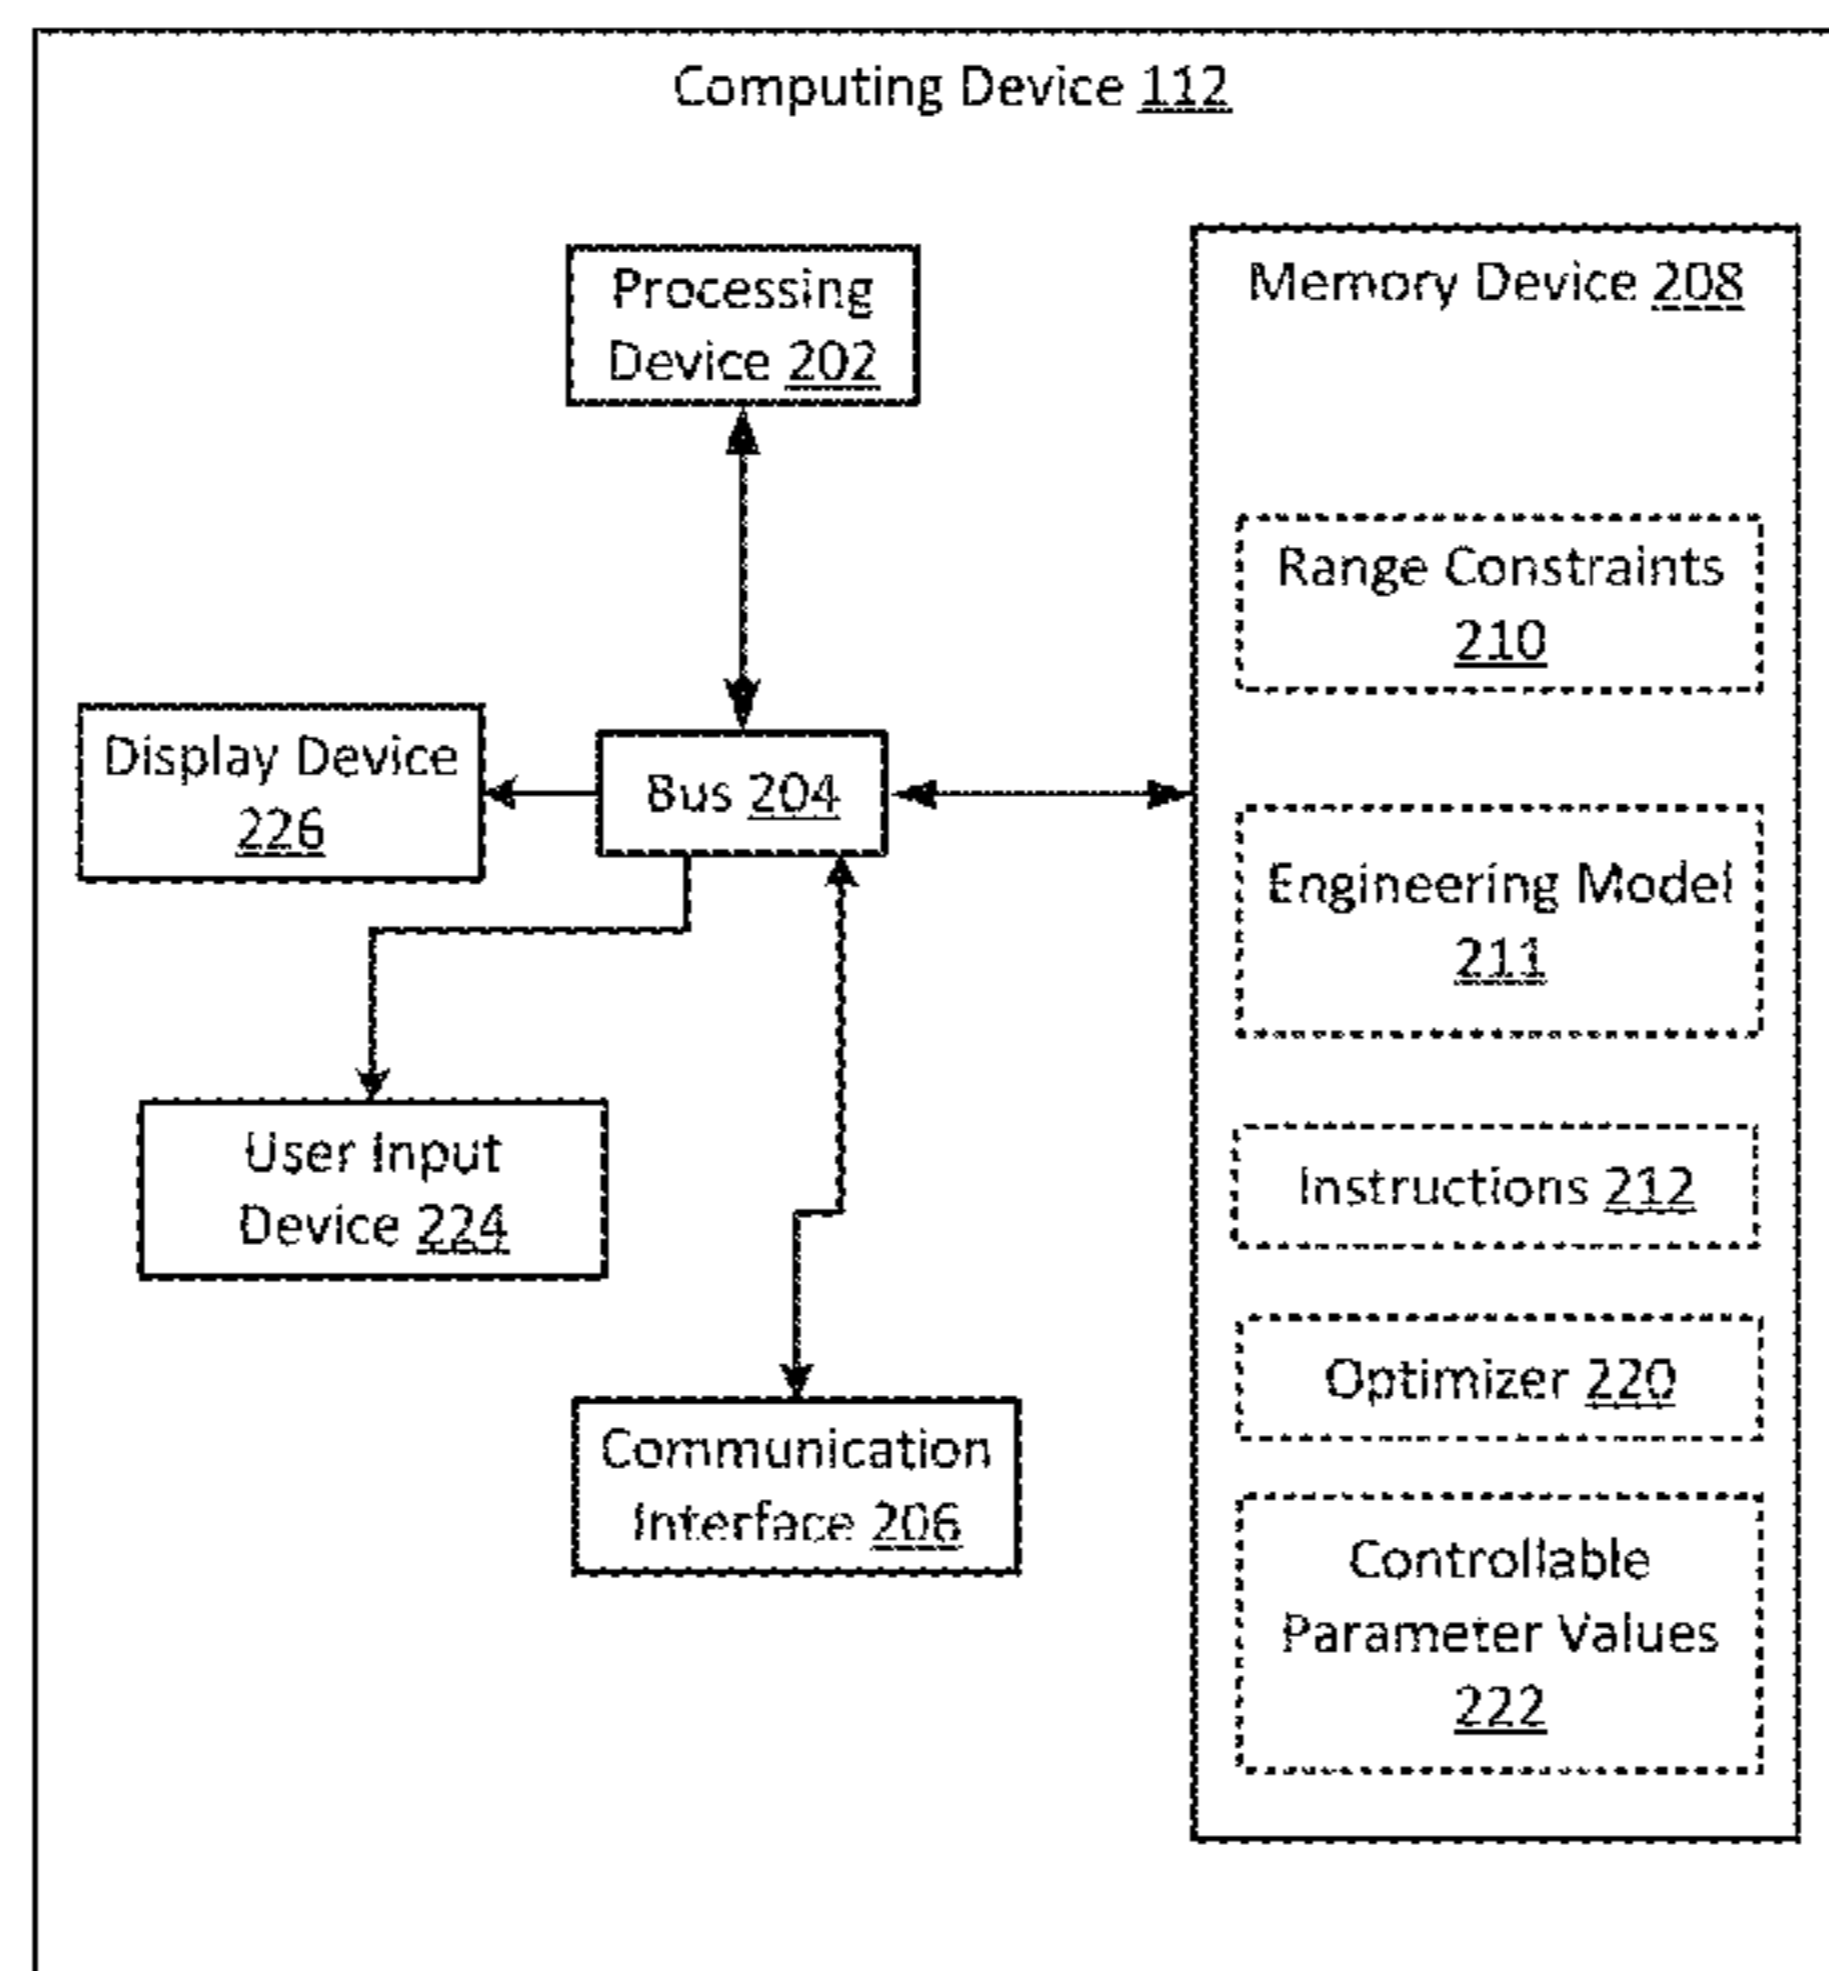 Computing Device 112
Processing
Device 202
Memory Device 208
Range Constraints
210
Display Device
226
Bus 204
Engineering Model
211
User Input
Device 224
Instructions 212
Optimizer 220
Communication
Interface 206
Controllable
Parameter Values
222